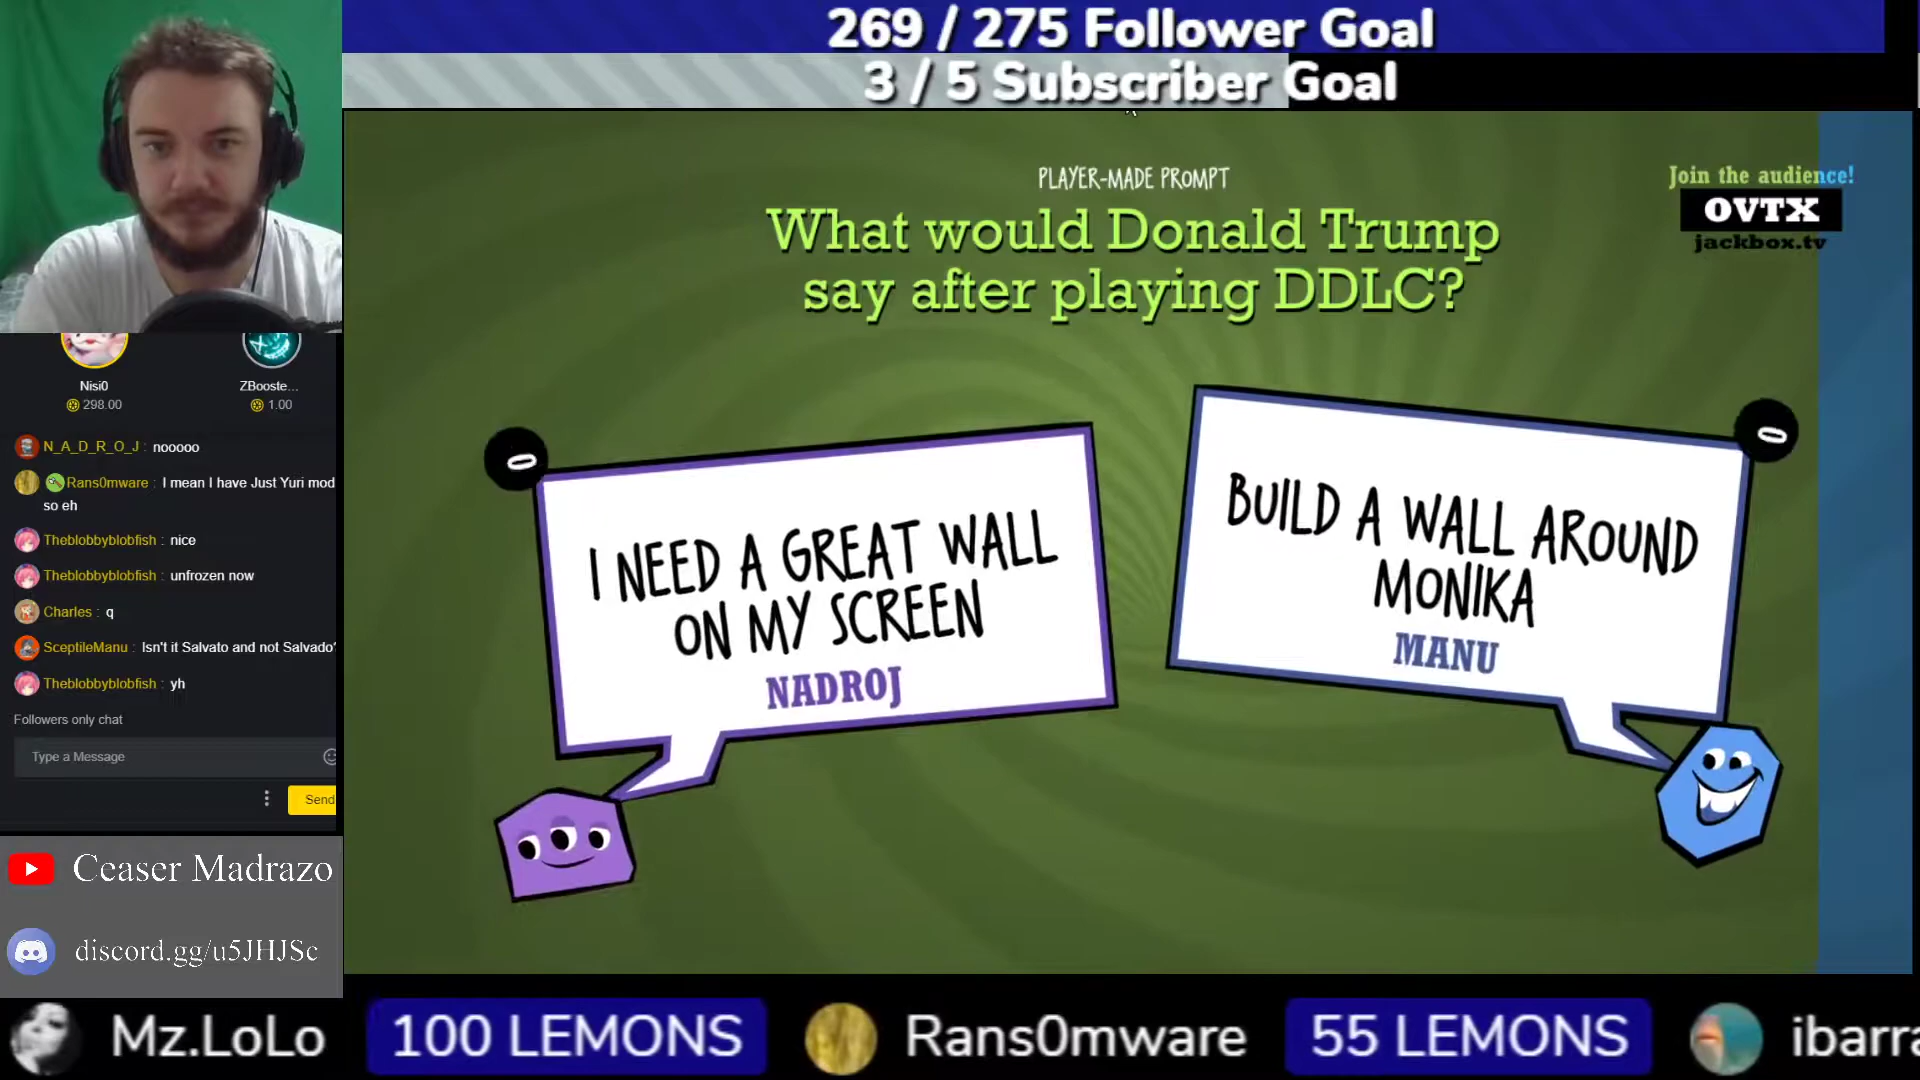 269 / 275 Follower Goal
3 / 5 Subscriber Goal
PLAYER-MADE PROMPT
What would Donald Trump
say after playing DDLC?
Join the audience!
OVTX
jackbox.tv
I NEED A GREAT WALL
ON MY SCREEN
NADROJ
BUILD A WALL AROUND
MONIKA
MANU
Nisi0
298.00
ZBooste...
1.00
N_A_D_R_O_J : nooooo
Rans0mware : I mean I have Just Yuri mod
so eh
Theblobbyblobfish : nice
Theblobbyblobfish : unfrozen now
Charles : q
SceptileManu : Isn't it Salvato and not Salvado?
Theblobbyblobfish : yh
Followers only chat
Type a Message
Send
Ceaser Madrazo
discord.gg/u5JHJSc
Mz.LoLo
100 LEMONS
Rans0mware
55 LEMONS
ibarra